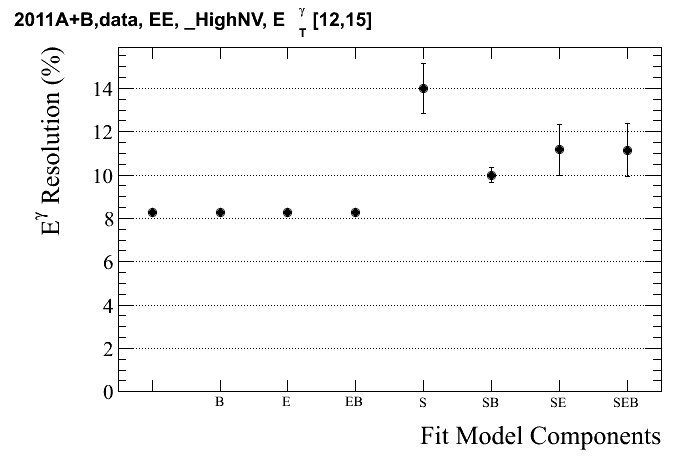 2011A+B,data, EE, _HighNV, E γ T [12,15]
E γ Resolution (%)
14
12
10
8
6
4
2
0
B E EB S SB SE SEB
Fit Model Components